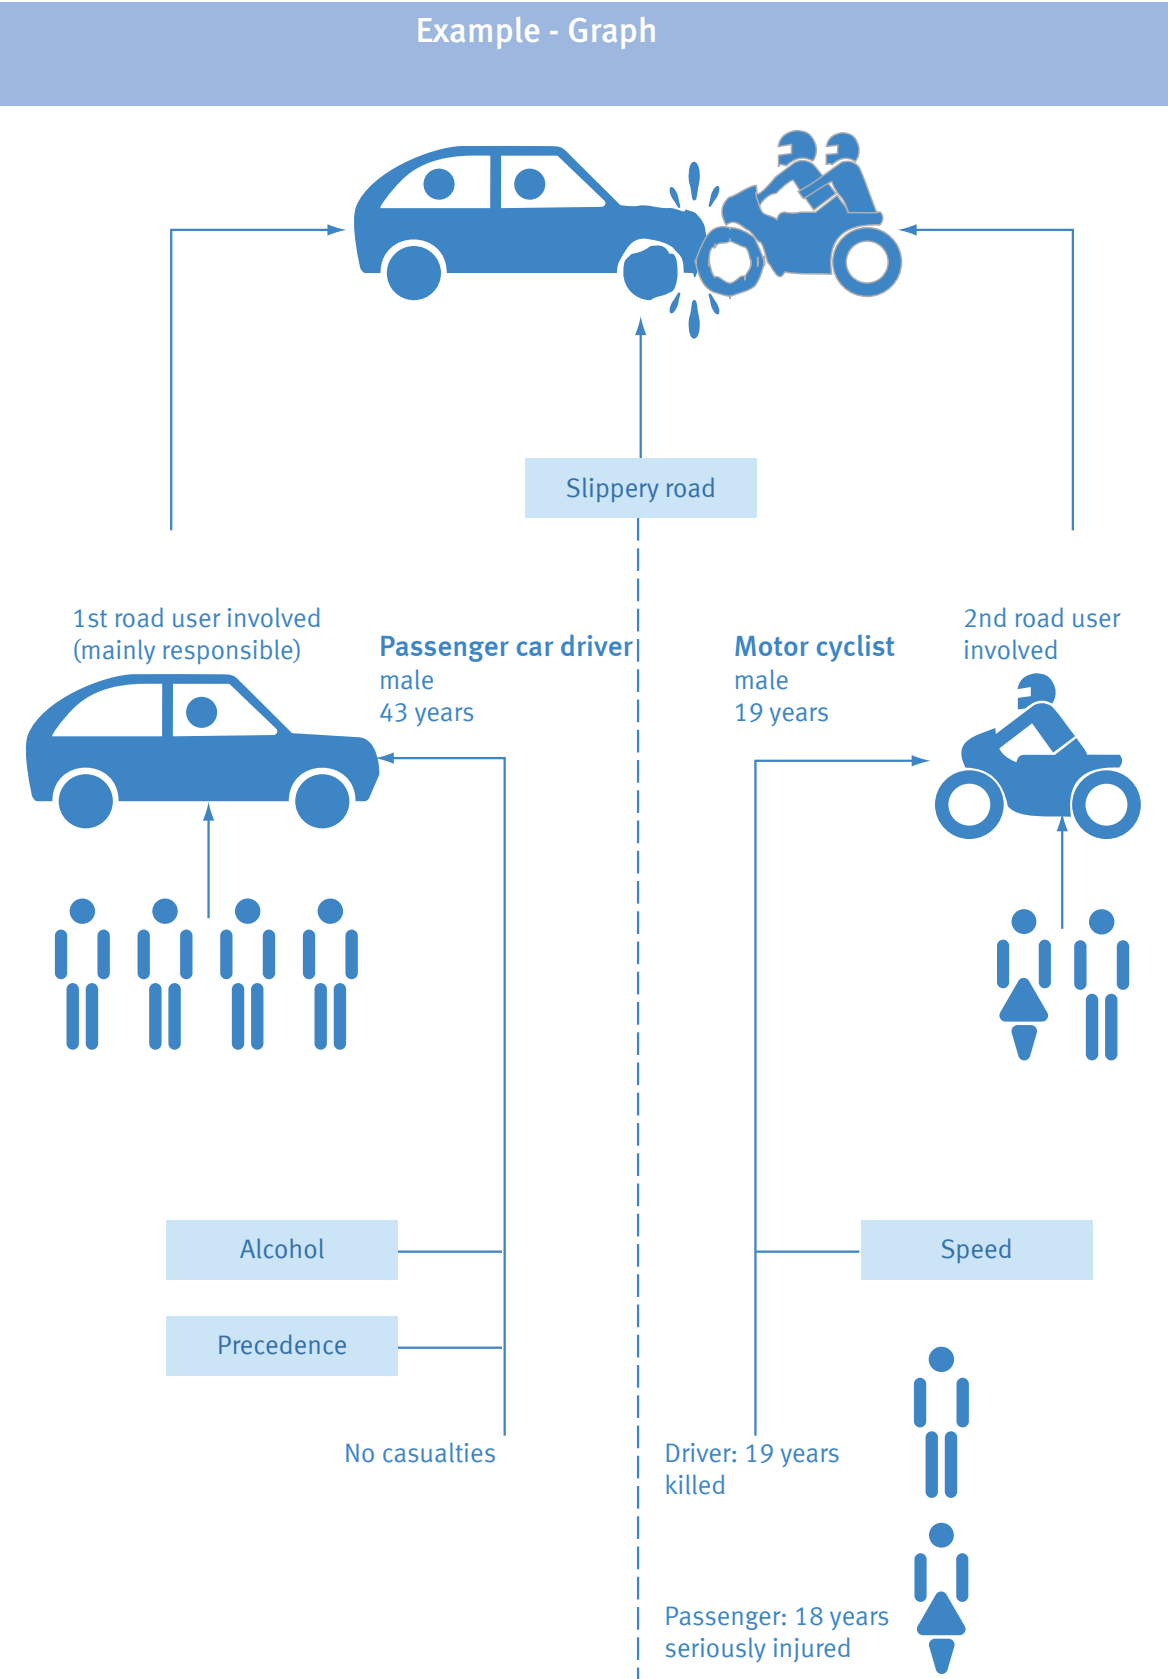 Example - Graph
Slippery road
1st road user involved
(mainly responsible)
Passenger car driver
male
43 years
Motor cyclist
male
19 years
2nd road user
involved
Alcohol
Precedence
No casualties
Speed
Driver: 19 years
killed
Passenger: 18 years
seriously injured